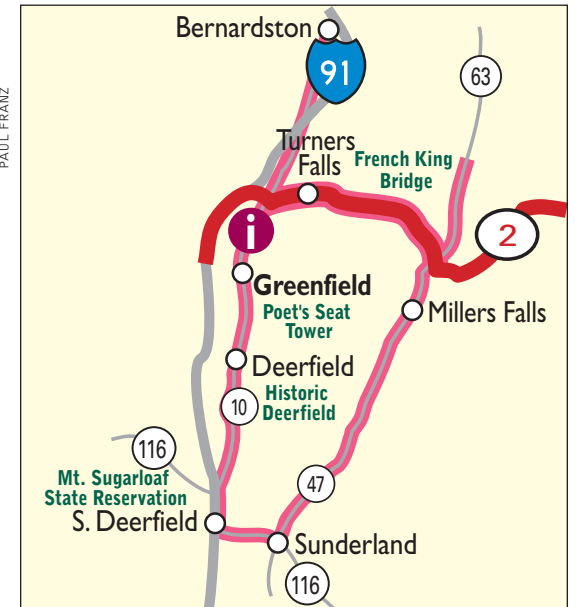 PAUL FRANZ
Bernardston
91
63
Turners
Falls
French King
Bridge
i
2
Greenfield
Poet's Seat
Tower
Millers Falls
Deerfield
10
Historic
Deerfield
116
Mt. Sugarloaf
State Reservation
47
S. Deerfield
Sunderland
116